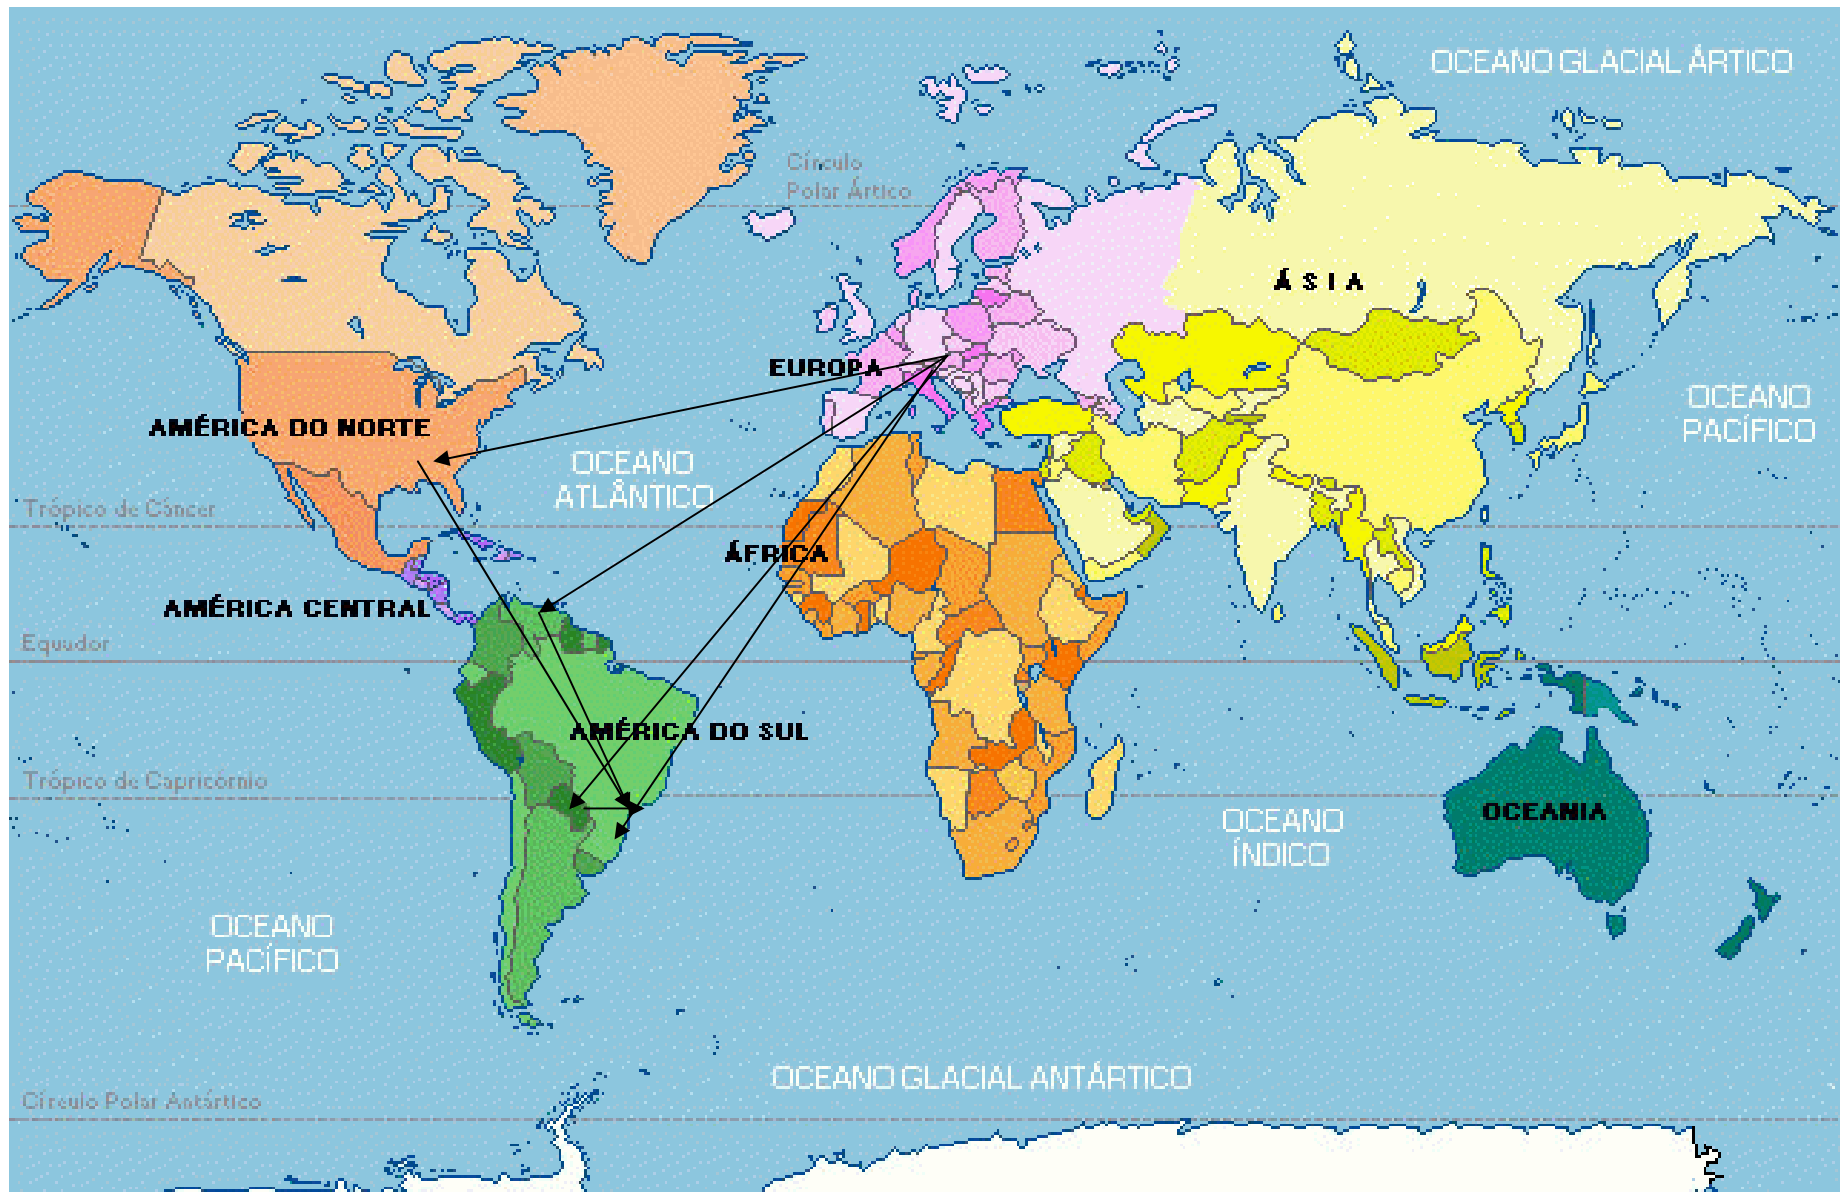 OCEANO GLACIAL ÁRTICO
Círculo
Polar Ártico
Á S I A
EUROPA
OCEANO
PACÍFICO
AMÉRICA DO NORTE
OCEANO
ATLÂNTICO
Trópico de Câncer
ÁFRICA
AMÉRICA CENTRAL
Equador
AMÉRICA DO SUL
Trópico de Capricórnio
OCEANIA
OCEANO
ÍNDICO
OCEANO
PACÍFICO
OCEANO GLACIAL ANTÁRTICO
Círculo Polar Antártico